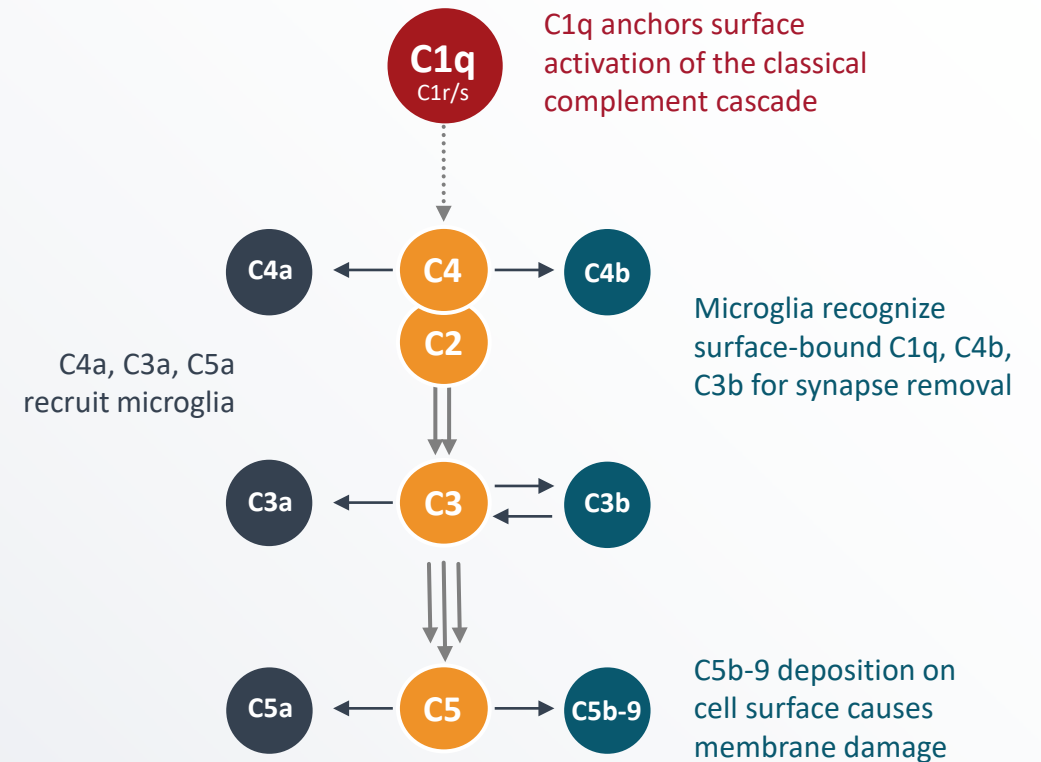 C1q
C1r/s
C1q anchors surface
activation of the classical
complement cascade
C4a
C4
C4b
C2
C4a, C3a, C5a
recruit microglia
Microglia recognize
surface-bound C1q, C4b,
C3b for synapse removal
C3a
C3
C3b
C5a
C5
C5b-9
C5b-9 deposition on
cell surface causes
membrane damage